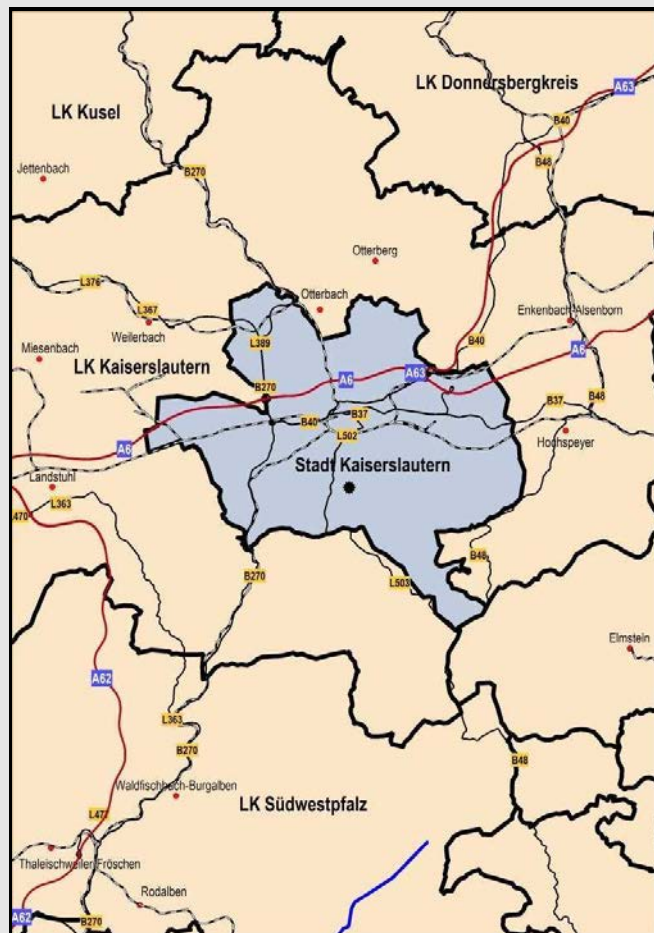 LK Donnersbergkreis
A63
LK Kusel
B40
B48
Jettenbach
B270
Otterberg
L376
Otterbach
L367
Enkenbach-Alsenborn
Weilerbach
L389
B40
Miesenbach
A6
LK Kaiserslautern
A63
A6
B270
B48
B37
B40
B37
L502
A6
Hochspeyer
Stadt Kaiserslautern
Landstuhl
L363
L470
B48
B270
L503
Elmstein
A62
L363
B270
B48
Waldfischbach-Burgalben
LK Südwestpfalz
L477
Thaleischweiler-Fröschen
Rodalben
A62
B270